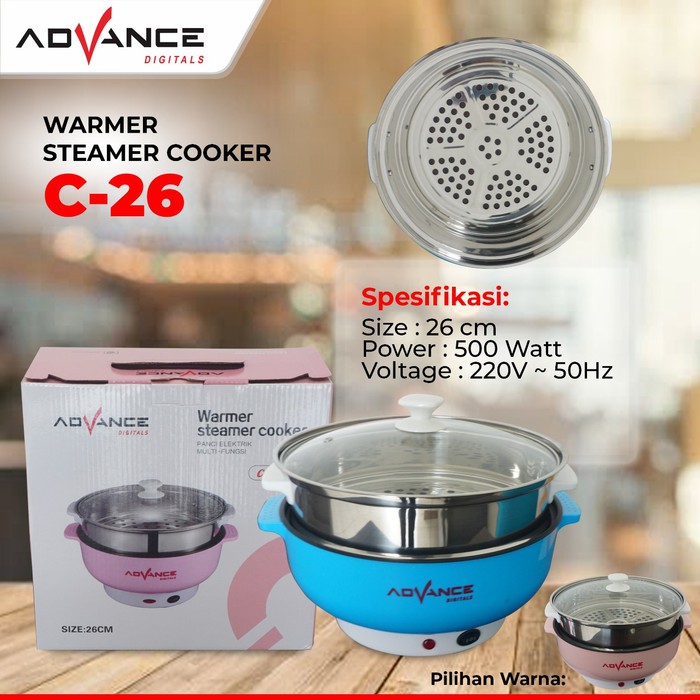 ADVANCE
DIGITALS
WARMER
STEAMER COOKER
C-26
Spesifikasi:
Size : 26 cm
Power : 500 Watt
Voltage : 220V ~ 50Hz
ADVANCE
DIGITALS
Warmer
steamer cooker
PANCI ELEKTRIK
MULTI-FUNGSI
ADVANCE
DIGITALS
SIZE:26CM
ADVANCE
DIGITALS
ADVANCE
Pilihan Warna: